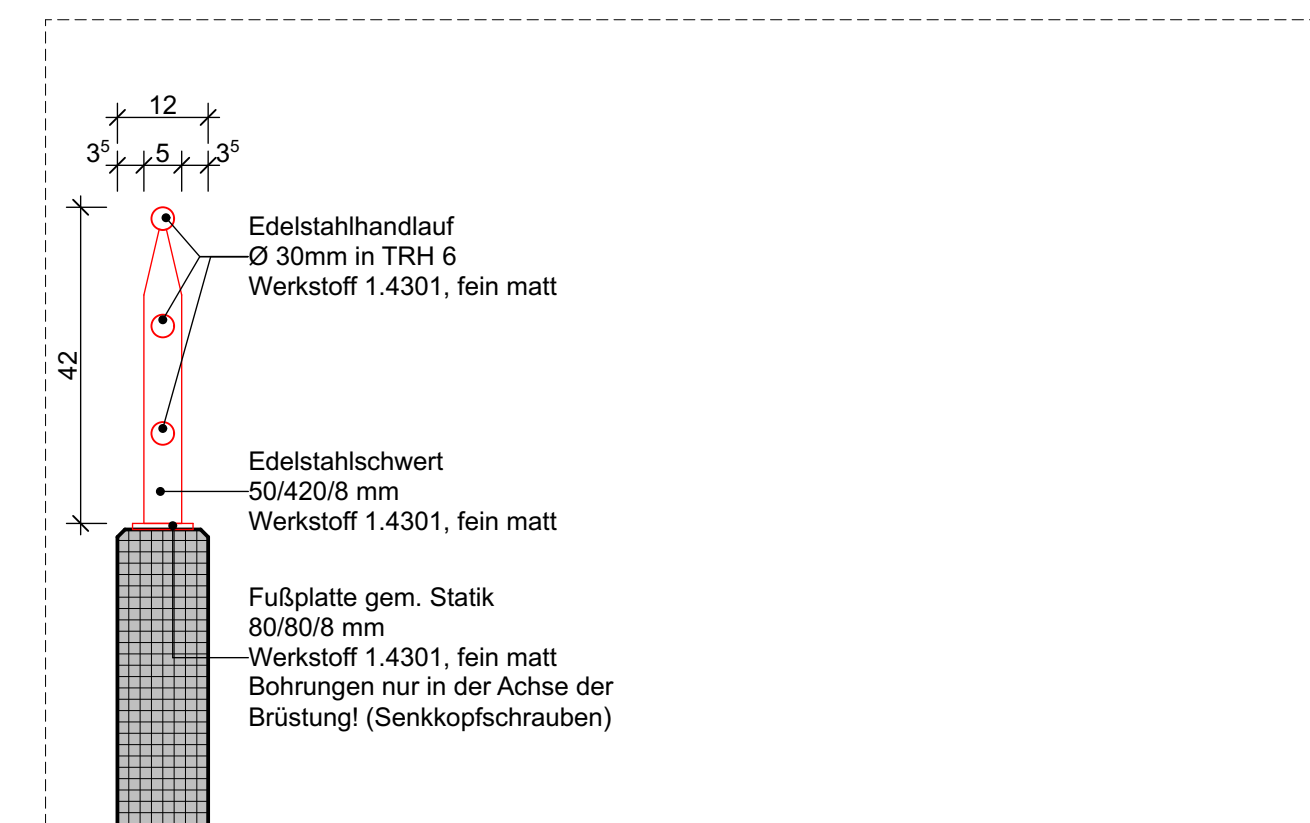 12
3⁵ 5 3⁵
42
Edelstahlhandlauf
Ø 30mm in TRH 6
Werkstoff 1.4301, fein matt
Edelstahlschwert
50/420/8 mm
Werkstoff 1.4301, fein matt
Fußplatte gem. Statik
80/80/8 mm
Werkstoff 1.4301, fein matt
Bohrungen nur in der Achse der
Brüstung! (Senkkopfschrauben)